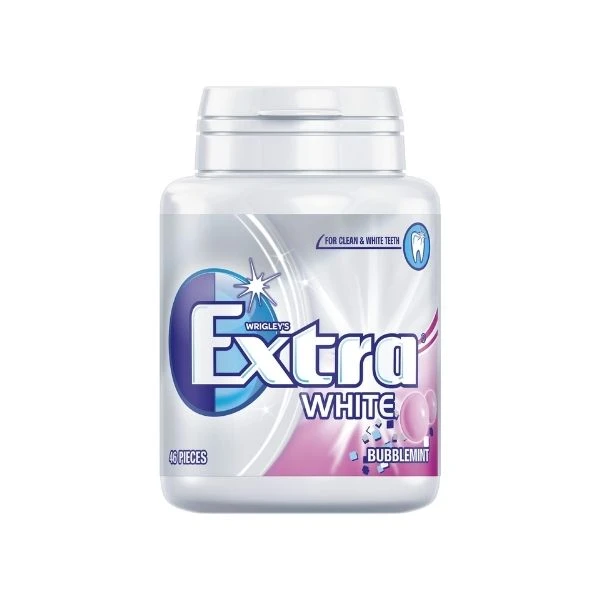 FOR CLEAN & WHITE TEETH
WRIGLEY'S
Extra
WHITE
46 PIECES
BUBBLEMINT